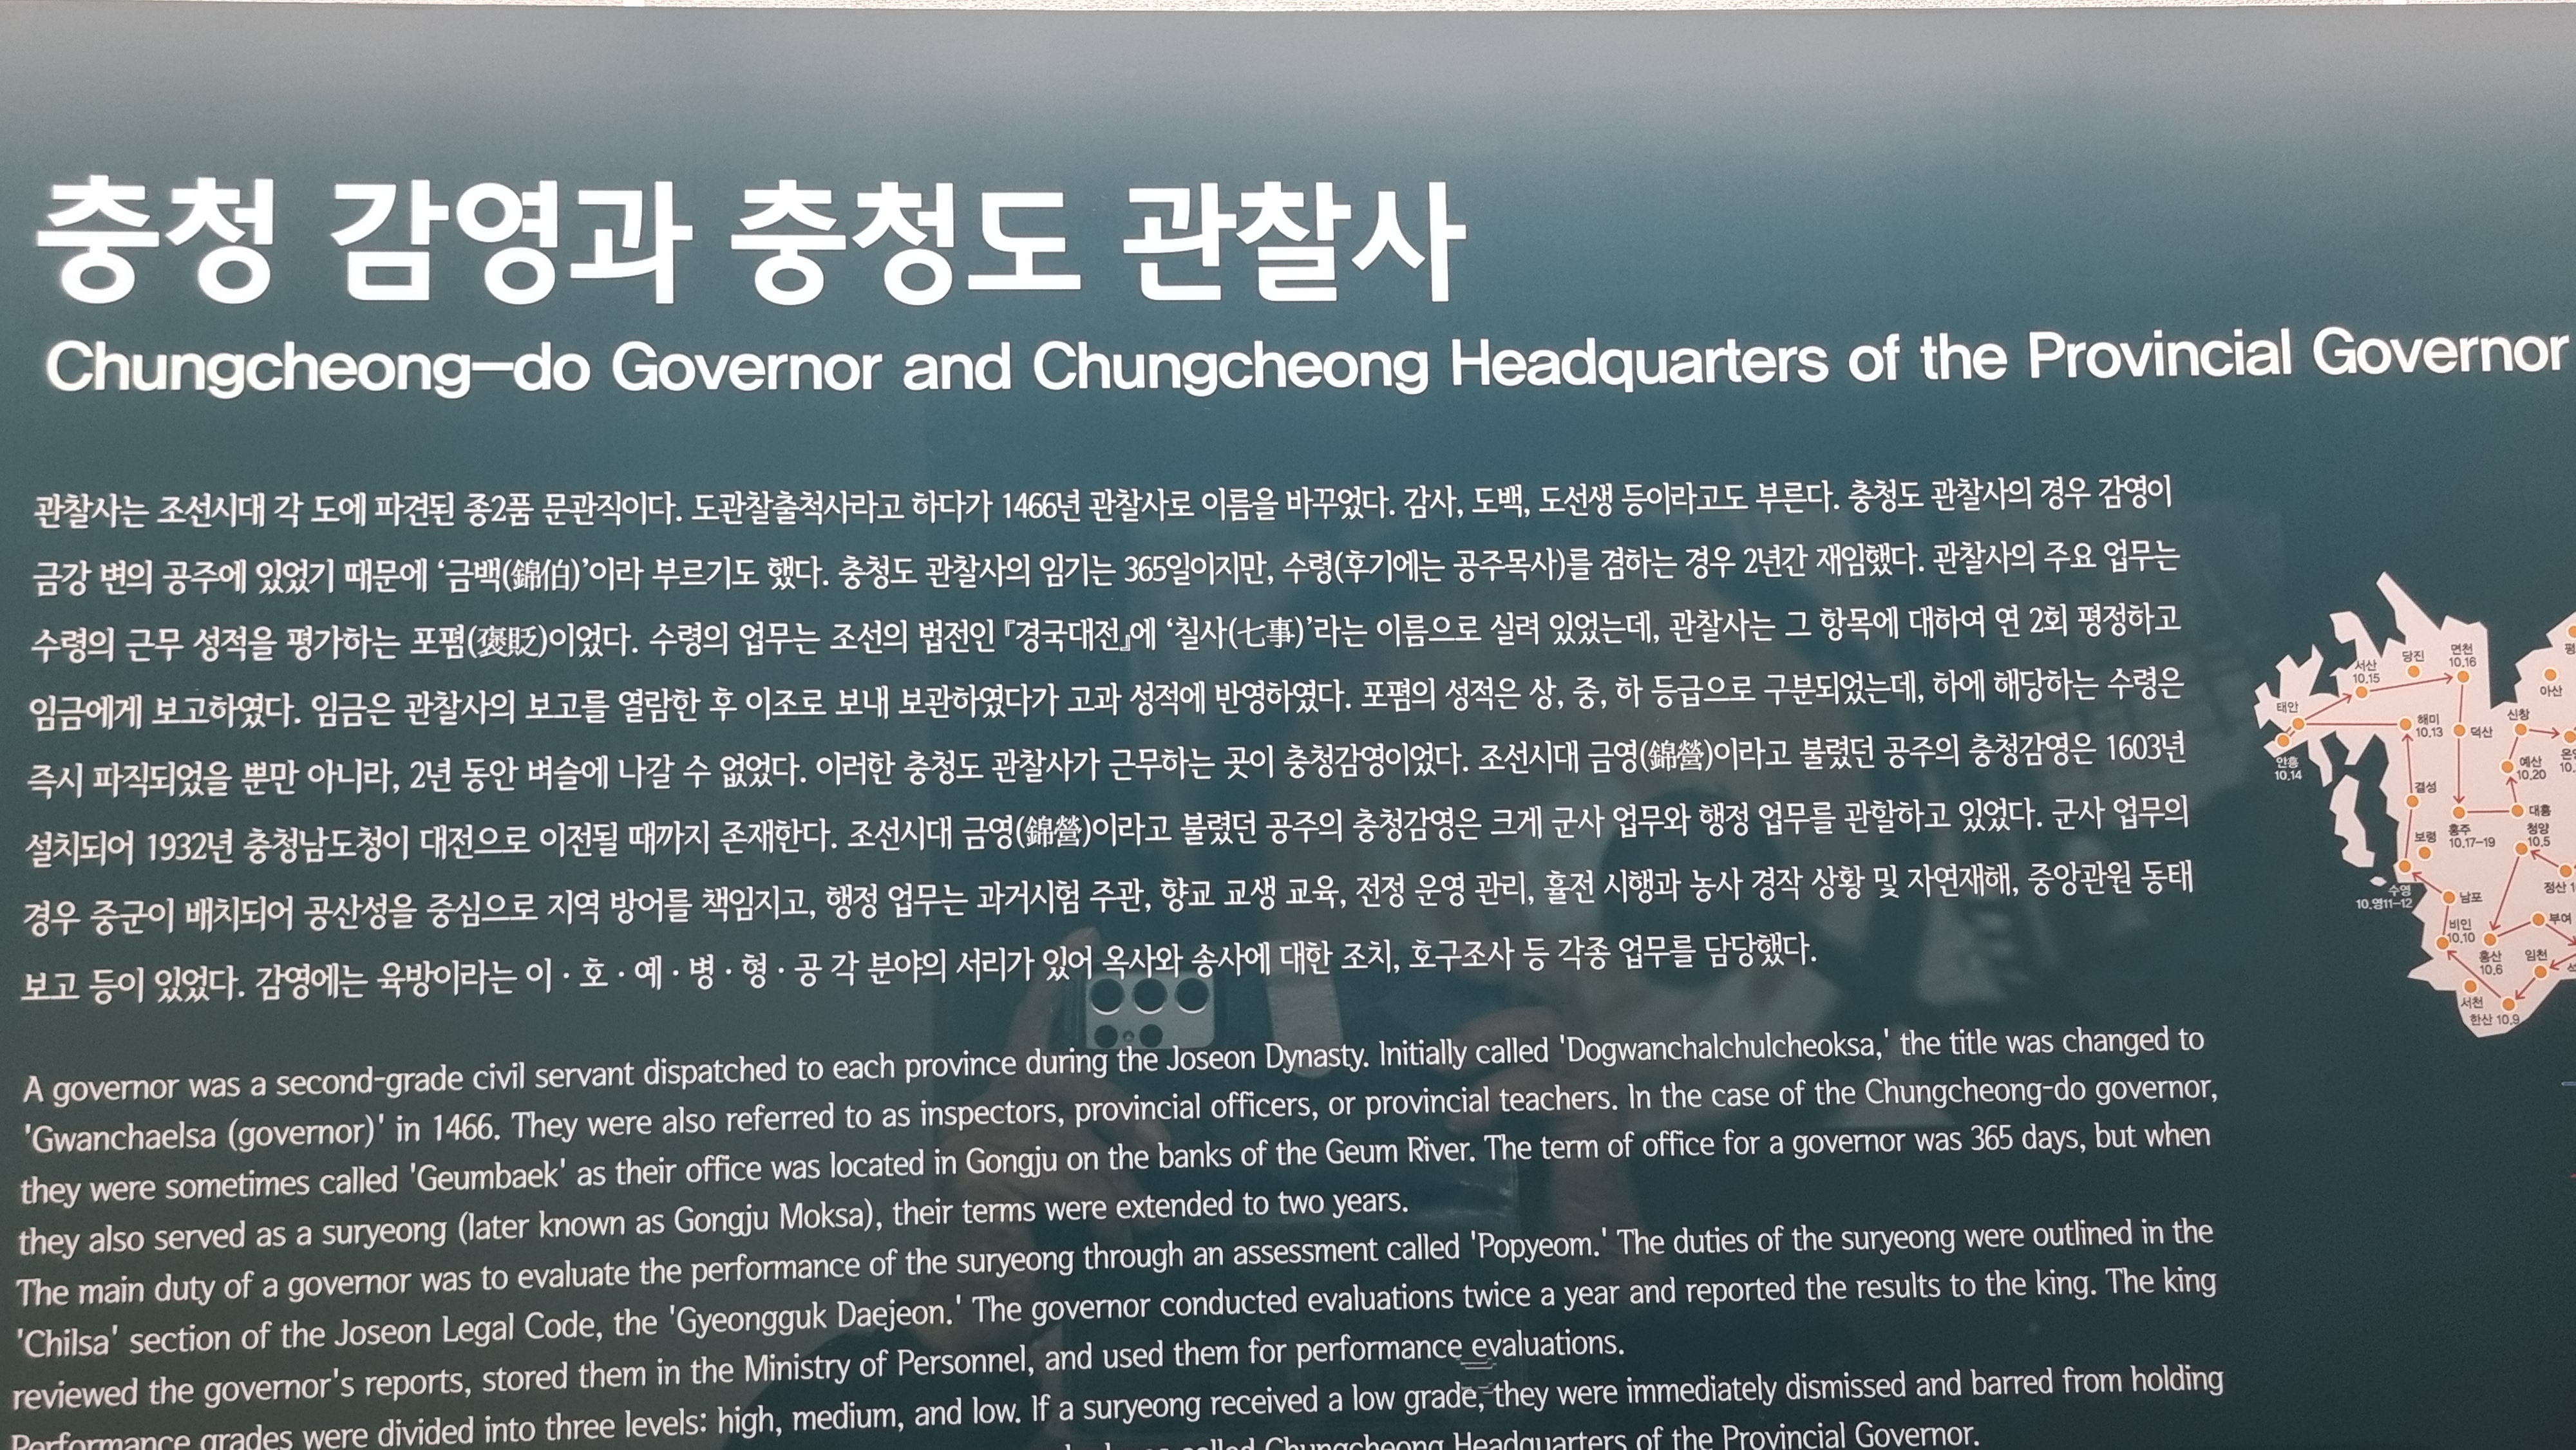 충청 감영과 충청도 관찰사
Chungcheong-do Governor and Chungcheong Headquarters of the Provincial Governor
관찰사는 조선시대 각 도에 파견된 종2품 문관직이다. 도관찰출척사라고 하다가 1466년 관찰사로 이름을 바꾸었다. 감사, 도백, 도선생 등이라고도 부른다. 충청도 관찰사의 경우 감영이
금강 변의 공주에 있었기 때문에 ‘금백(錦伯)’이라 부르기도 했다. 충청도 관찰사의 임기는 365일이지만, 수령(후기에는 공주목사)를 겸하는 경우 2년간 재임했다. 관찰사의 주요 업무는
수령의 근무 성적을 평가하는 포폄(褒貶)이었다. 수령의 업무는 조선의 법전인 『경국대전』에 ‘칠사(七事)’라는 이름으로 실려 있었는데, 관찰사는 그 항목에 대하여 연 2회 평정하고
임금에게 보고하였다. 임금은 관찰사의 보고를 열람한 후 이조로 보내 보관하였다가 고과 성적에 반영하였다. 포폄의 성적은 상, 중, 하 등급으로 구분되었는데, 하에 해당하는 수령은
즉시 파직되었을 뿐만 아니라, 2년 동안 벼슬에 나갈 수 없었다. 이러한 충청도 관찰사가 근무하는 곳이 충청감영이었다. 조선시대 금영(錦營)이라고 불렸던 공주의 충청감영은 1603년
설치되어 1932년 충청남도청이 대전으로 이전될 때까지 존재한다. 조선시대 금영(錦營)이라고 불렸던 공주의 충청감영은 크게 군사 업무와 행정 업무를 관할하고 있었다. 군사 업무의
경우 중군이 배치되어 공산성을 중심으로 지역 방어를 책임지고, 행정 업무는 과거시험 주관, 향교 교생 교육, 전정 운영 관리, 휼전 시행과 농사 경작 상황 및 자연재해, 중앙관원 동태
보고 등이 있었다. 감영에는 육방이라는 이 · 호 · 예 · 병 · 형 · 공 각 분야의 서리가 있어 옥사와 송사에 대한 조치, 호구조사 등 각종 업무를 담당했다.
A governor was a second-grade civil servant dispatched to each province during the Joseon Dynasty. Initially called 'Dogwanchalchulcheoksa,' the title was changed to
'Gwanchaelsa (governor)' in 1466. They were also referred to as inspectors, provincial officers, or provincial teachers. In the case of the Chungcheong-do governor,
they were sometimes called 'Geumbaek' as their office was located in Gongju on the banks of the Geum River. The term of office for a governor was 365 days, but when
they also served as a suryeong (later known as Gongju Moksa), their terms were extended to two years.
The main duty of a governor was to evaluate the performance of the suryeong through an assessment called 'Popyeom.' The duties of the suryeong were outlined in the
'Chilsa' section of the Joseon Legal Code, the 'Gyeongguk Daejeon.' The governor conducted evaluations twice a year and reported the results to the king. The king
reviewed the governor's reports, stored them in the Ministry of Personnel, and used them for performance evaluations.
Performance grades were divided into three levels: high, medium, and low. If a suryeong received a low grade, they were immediately dismissed and barred from holding
called Chungcheong Headquarters of the Provincial Governor.
서산
10.15
당진
면천
10.16
아산
태안
해미
10.13
덕산
신창
안흥
10.14
예산
10.20
결성
대흥
보령
홍주
10.17-19
청양
10.5
정산
수영
10.영11-12
남포
부여
비인
10.10
홍산
10.6
임천
서천
한산 10.9